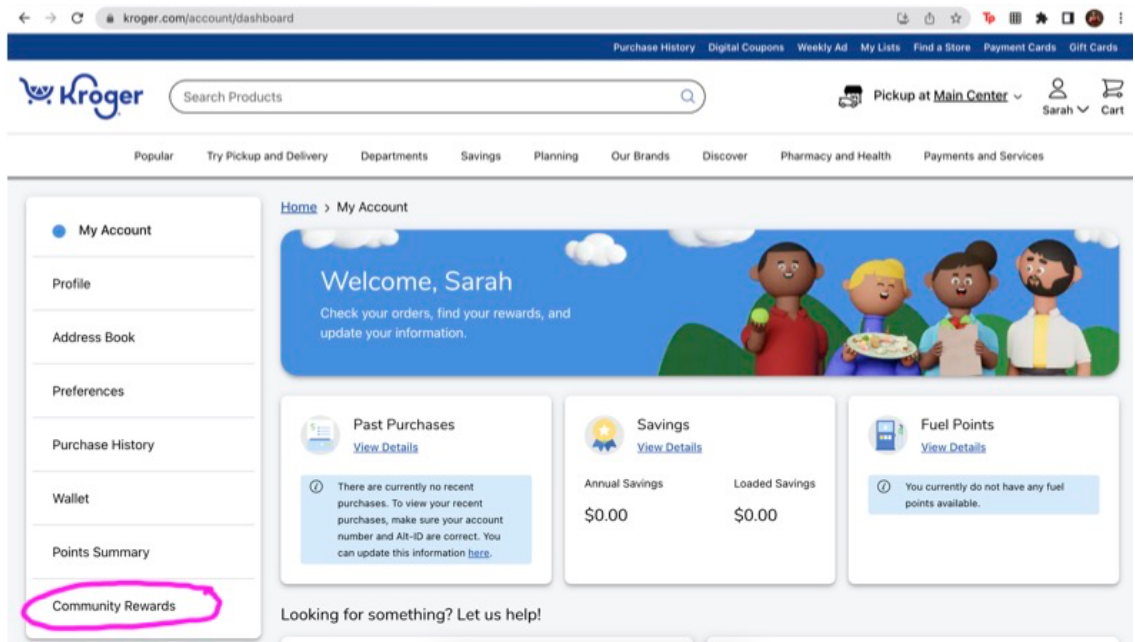 kroger.com/account/dashboard
Purchase History Digital Coupons Weekly Ad My Lists Find a Store Payment Cards Gift Cards
Kroger
Search Products
Pickup at Main Center
Sarah
Cart
Popular Try Pickup and Delivery Departments Savings Planning Our Brands Discover Pharmacy and Health Payments and Services
My Account
Profile
Address Book
Preferences
Purchase History
Wallet
Points Summary
Community Rewards
Home > My Account
Welcome, Sarah
Check your orders, find your rewards, and
update your information.
Past Purchases
View Details
There are currently no recent
purchases. To view your recent
purchases, make sure your account
number and Alt-ID are correct. You
can update this information here.
Savings
View Details
Annual Savings Loaded Savings
$0.00 $0.00
Fuel Points
View Details
You currently do not have any fuel
points available.
Looking for something? Let us help!